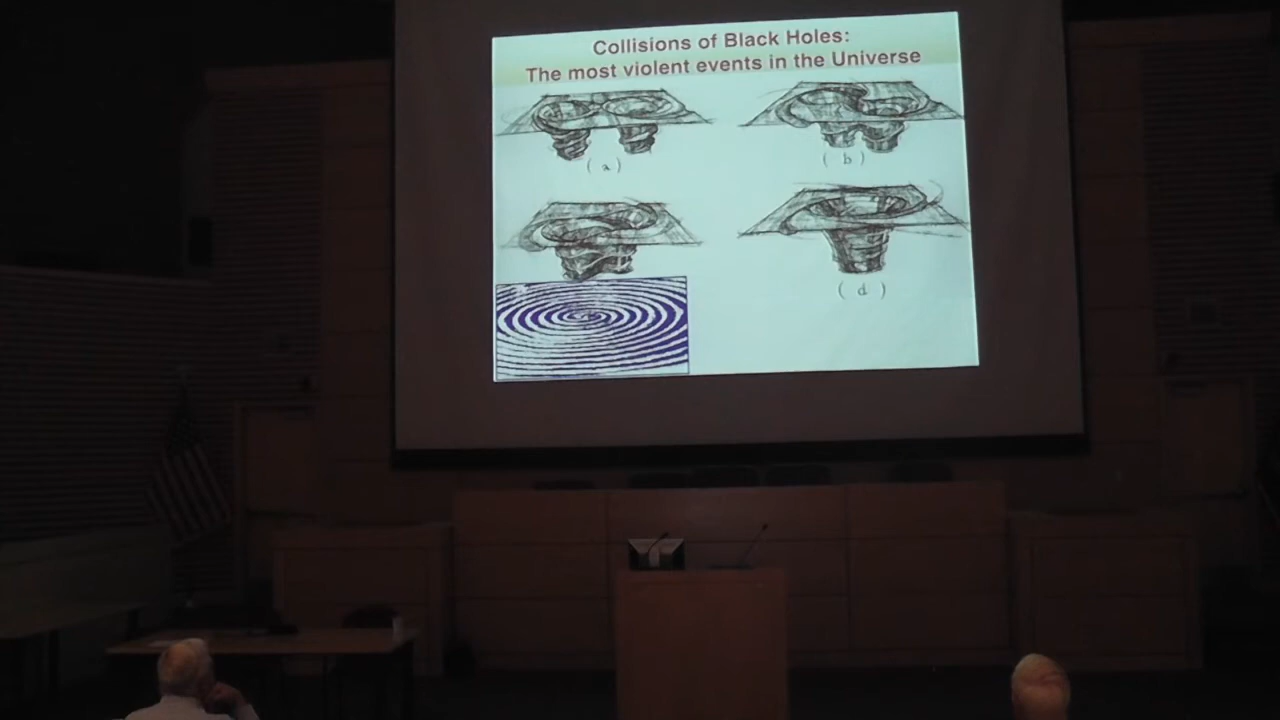 Collisions of Black Holes:
The most violent events in the Universe
( a )
( b )
( d )